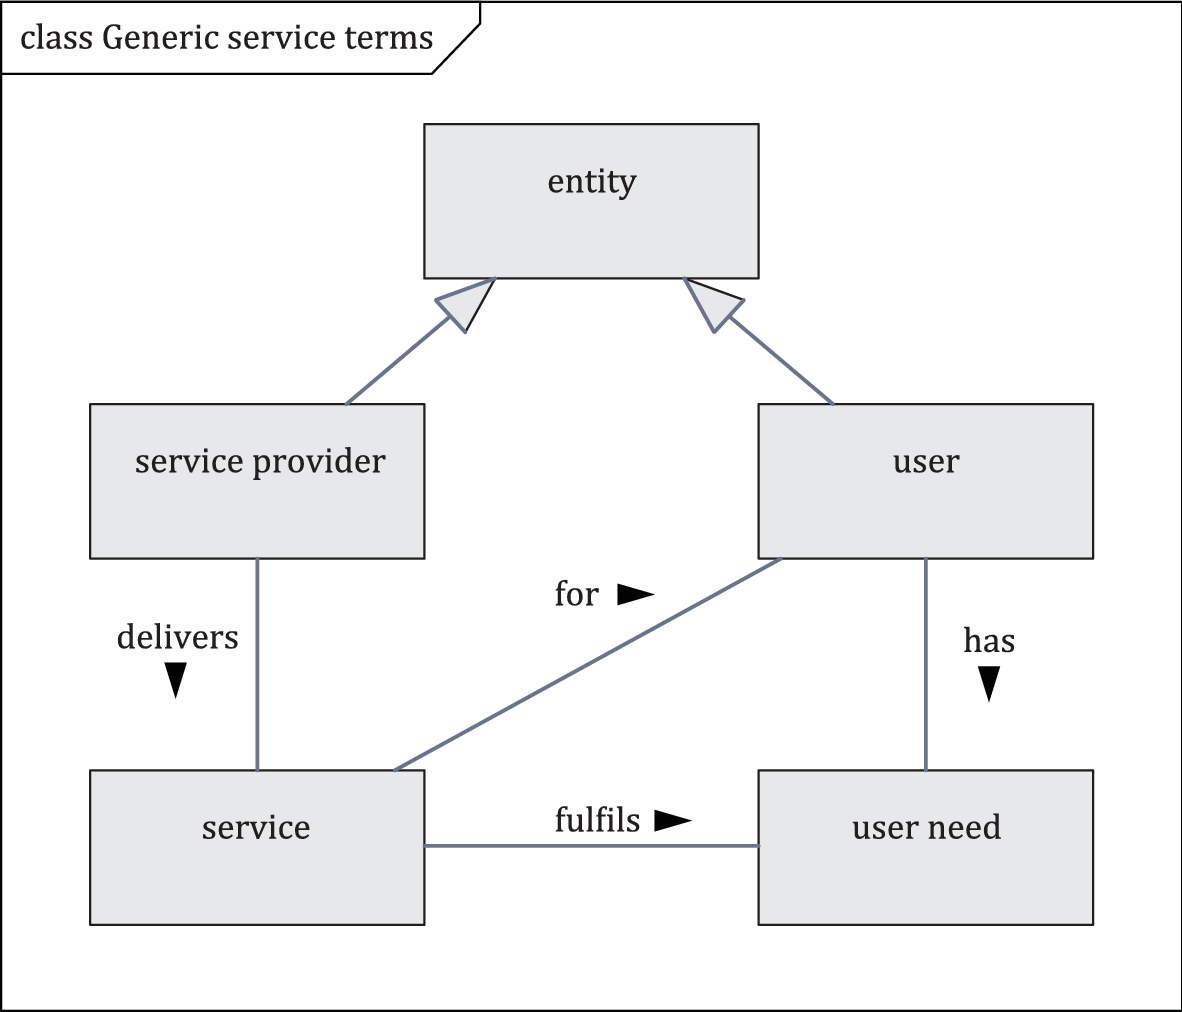 class Generic service terms
entity
service provider
user
for
delivers
has
service
fulfils
user need